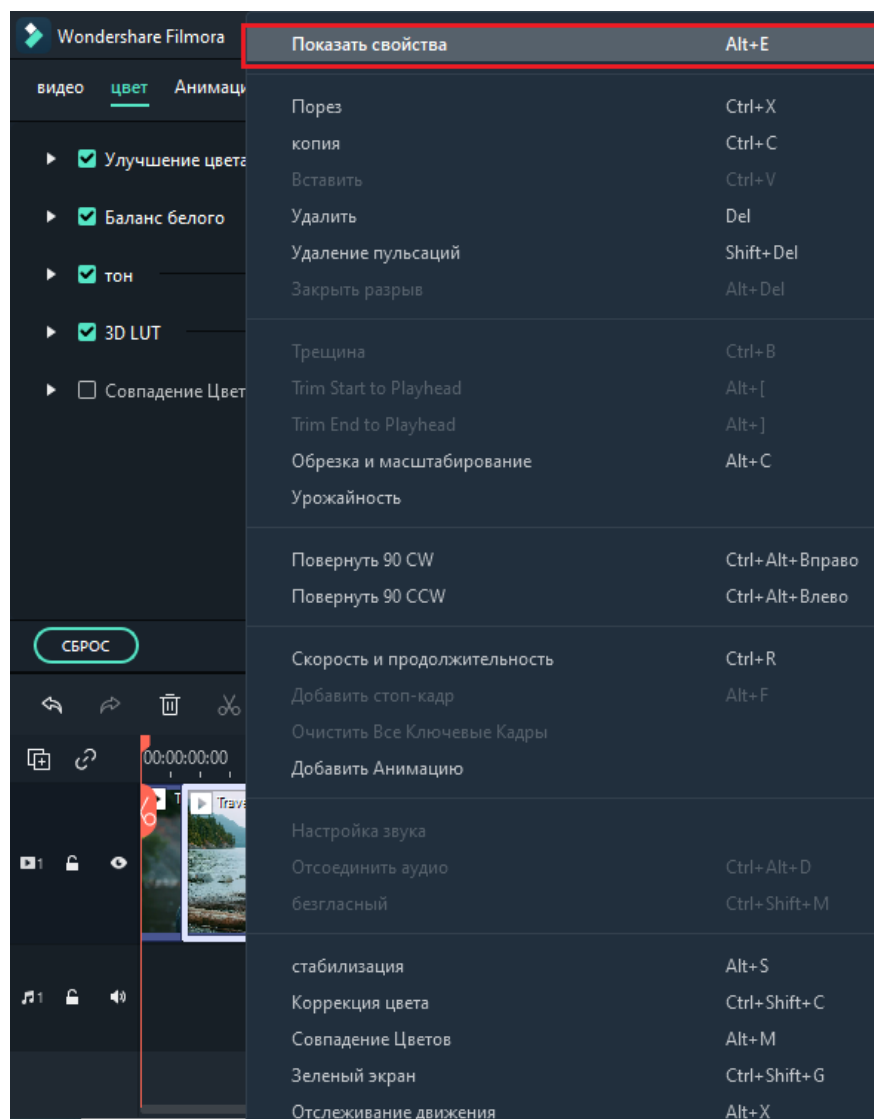 Wondershare Filmora
видео цвет Анимаци
Улучшение цвета
Баланс белого
тон
3D LUT
Совпадение Цвет
СБРОС
00:00:00:00
T Trave
1
1
Показать свойства Alt+E
Порез Ctrl+X
копия Ctrl+C
Вставить Ctrl+V
Удалить Del
Удаление пульсаций Shift+Del
Закрыть разрыв Alt+Del
Трещина Ctrl+B
Trim Start to Playhead Alt+[
Trim End to Playhead Alt+]
Обрезка и масштабирование Alt+C
Урожайность
Повернуть 90 CW Ctrl+Alt+Вправо
Повернуть 90 CCW Ctrl+Alt+Влево
Скорость и продолжительность Ctrl+R
Добавить стоп-кадр Alt+F
Очистить Все Ключевые Кадры
Добавить Анимацию
Настройка звука
Отсоединить аудио Ctrl+Alt+D
безгласный Ctrl+Shift+M
стабилизация Alt+S
Коррекция цвета Ctrl+Shift+C
Совпадение Цветов Alt+M
Зеленый экран Ctrl+Shift+G
Отслеживание движения Alt+X